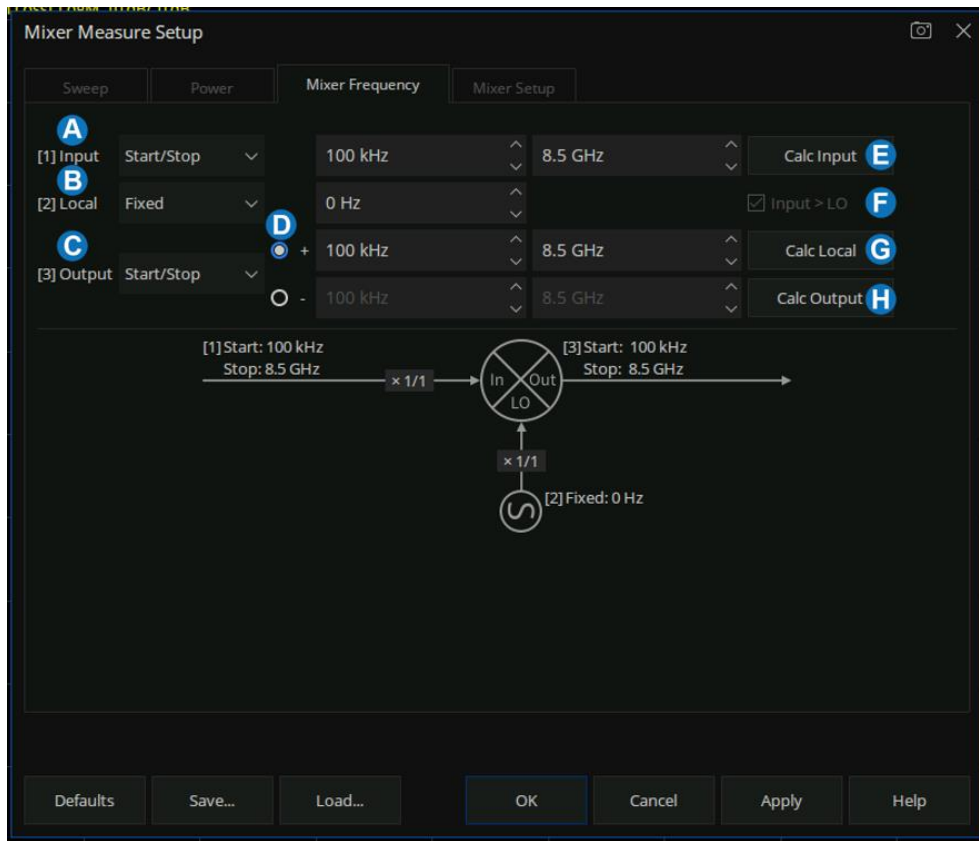 Mixer Measure Setup
Sweep Power Mixer Frequency Mixer Setup
A
[1] Input Start/Stop 100 kHz 8.5 GHz Calc Input E
B
[2] Local Fixed 0 Hz Input > LO F
D
C + 100 kHz 8.5 GHz Calc Local G
[3] Output Start/Stop
- 100 kHz 8.5 GHz Calc Output H
[1] Start: 100 kHz [3] Start: 100 kHz
Stop: 8.5 GHz Stop: 8.5 GHz
× 1/1 In Out
LO
× 1/1
[2] Fixed: 0 Hz
Defaults Save... Load... OK Cancel Apply Help